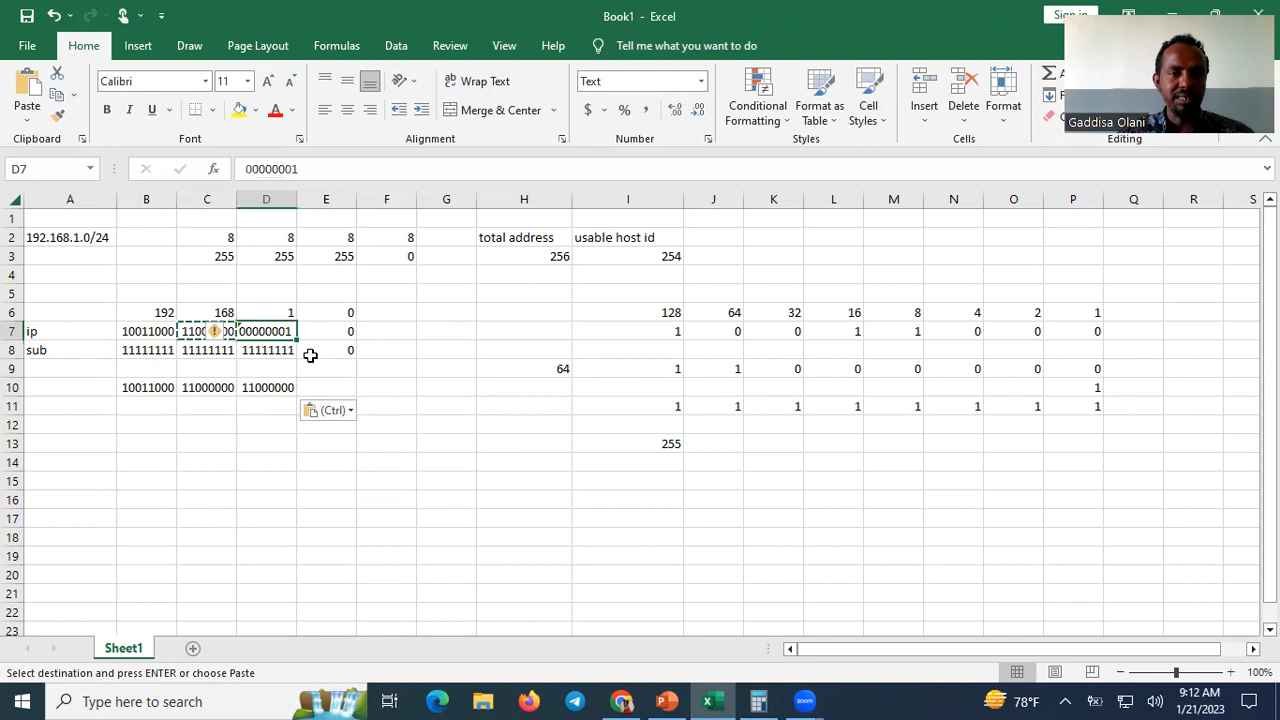 Book1 - Excel
Sign in
File Home Insert Draw Page Layout Formulas Data Review View Help Tell me what you want to do
Gaddisa Olani
Paste
Calibri 11
B I U
Wrap Text
Merge & Center
Text
$ % ,
Conditional Formatting
Format as Table
Cell Styles
Insert Delete Format
Clipboard Font Alignment Number Styles Cells Editing
D7 fx 00000001
A B C D E F G H I J K L M N O P Q R S
1
2 192.168.1.0/24 8 8 8 8 total address usable host id
3 255 255 255 0 256 254
4
5
6 192 168 1 0 128 64 32 16 8 4 2 1
7 ip 10011000 00000001 0 1 0 0 1 1 0 0 0
8 sub 11111111 11111111 11111111 0
9 64 1 1 0 0 0 0 0 0
10 10011000 11000000 11000000 1
11 1 1 1 1 1 1 1 1
(Ctrl)
12
13 255
14
15
16
17
18
19
20
21
22
23
Sheet1
Select destination and press ENTER or choose Paste
100%
Type here to search
zoom
78°F
9:12 AM
1/21/2023